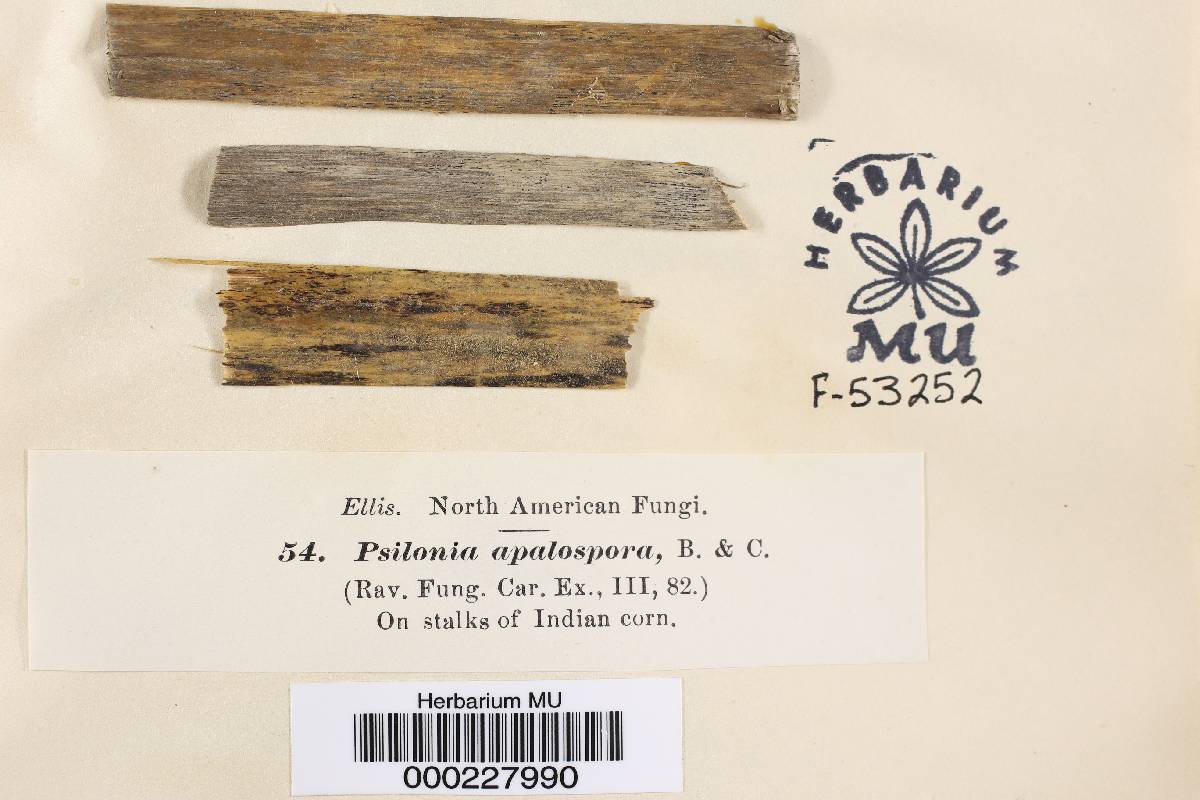 HERBARIUM
MU
F-53252
Ellis. North American Fungi.
54. Psilonia apalospora, B. & C.
(Rav. Fung. Car. Ex., III, 82.)
On stalks of Indian corn.
Herbarium MU
000227990